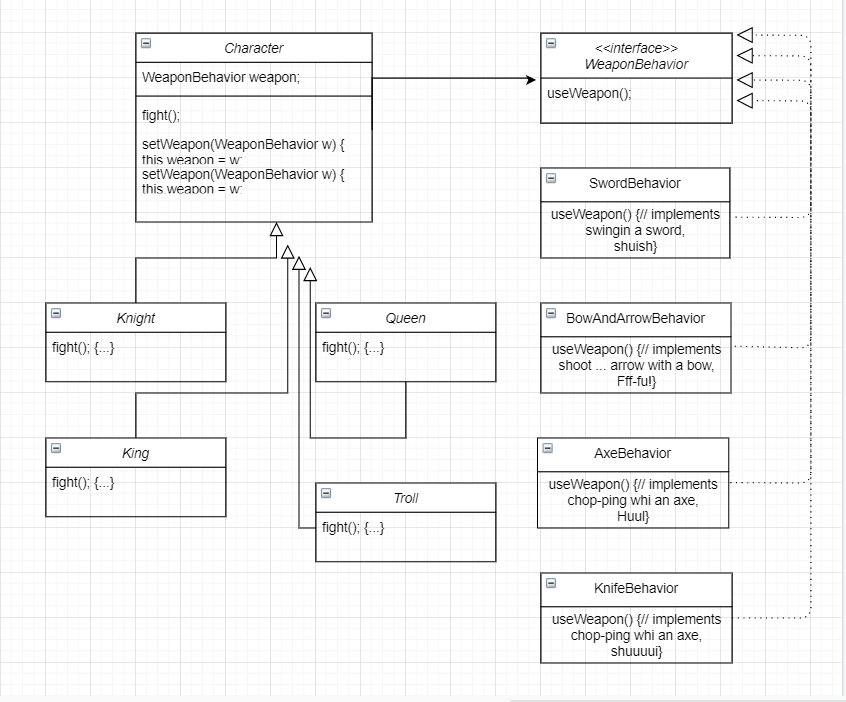 Character
WeaponBehavior weapon;
fight();
setWeapon(WeaponBehavior w) {
this.weapon = w;
setWeapon(WeaponBehavior w) {
this.weapon = w;
<<interface>>
WeaponBehavior
useWeapon();
SwordBehavior
useWeapon() {// implements
swingin a sword,
shuish}
Knight
fight(); {...}
Queen
fight(); {...}
BowAndArrowBehavior
useWeapon() {// implements
shoot ... arrow with a bow,
Fff-fu!}
King
fight(); {...}
Troll
fight(); {...}
AxeBehavior
useWeapon() {// implements
chop-ping whi an axe,
Huu!}
KnifeBehavior
useWeapon() {// implements
chop-ping whi an axe,
shuuuui}